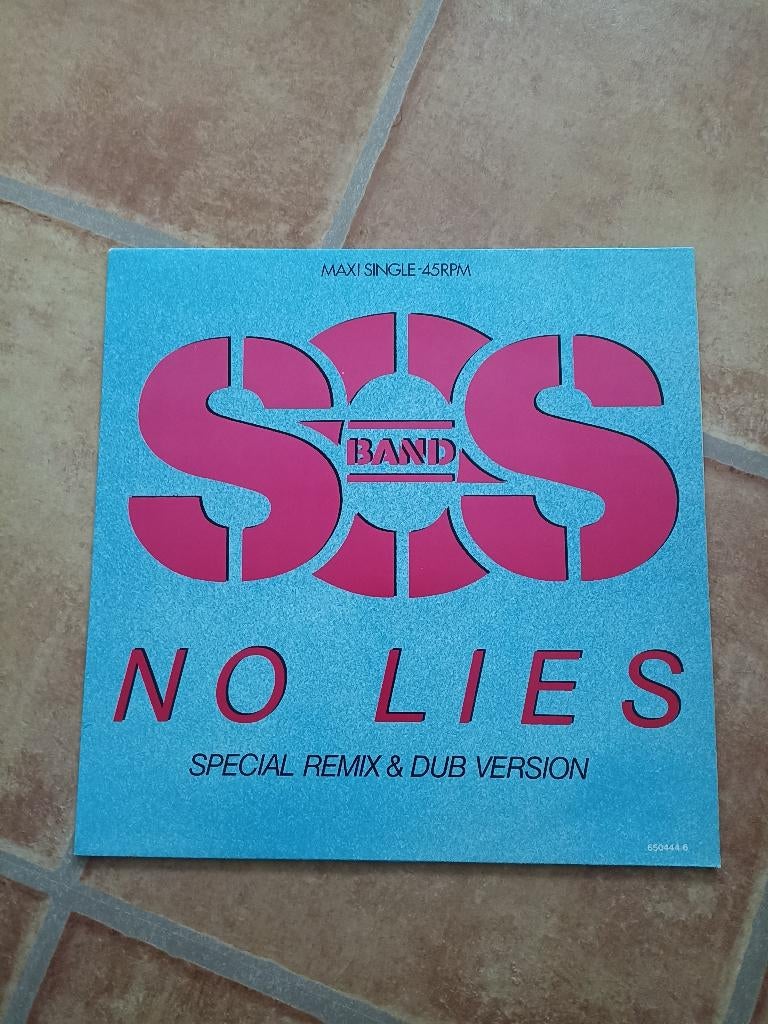 MAXI SINGLE-45RPM
SOS
BAND
NO LIES
SPECIAL REMIX & DUB VERSION
650444 6